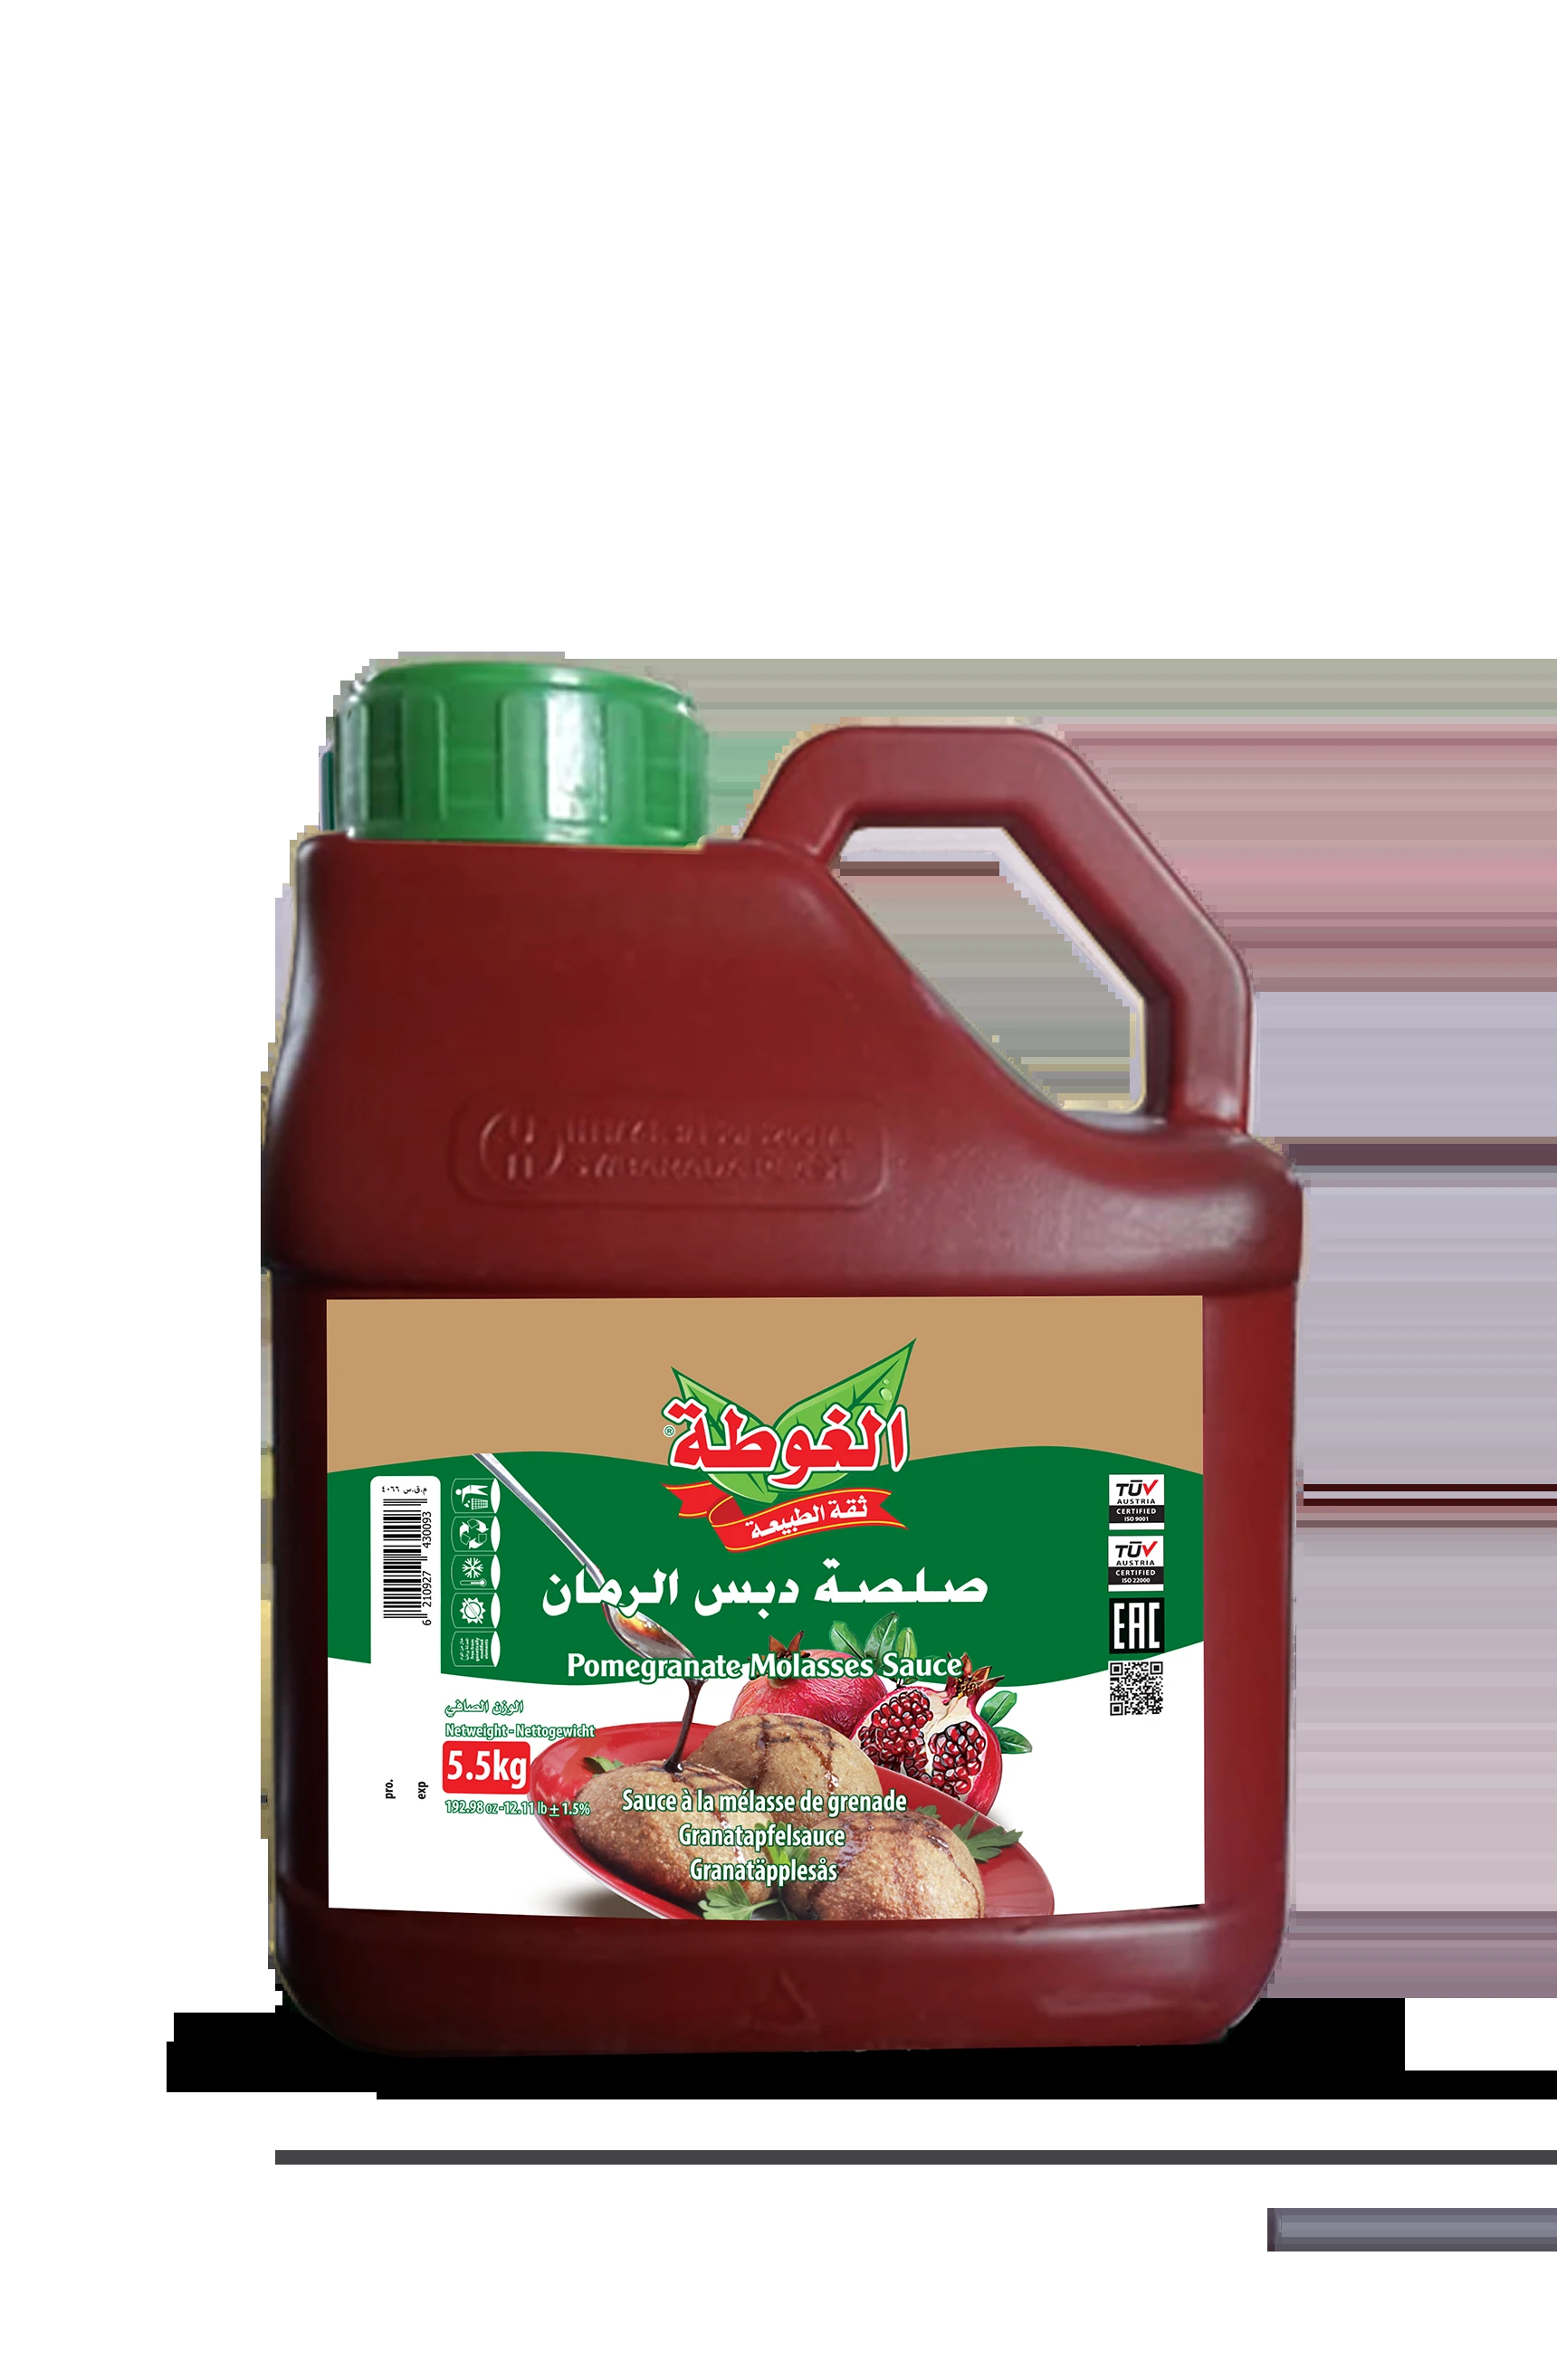 الغوطة
®
ثقة الطبيعة
صلصة دبس الرمان
Pomegranate Molasses Sauce
م.ق.س ٤٠٦٦
6 210927 430093
الوزن الصافي
Netweight - Nettogewicht
5.5kg
192.98 oz - 12.11 lb ± 1.5%
pro.
exp
Sauce à la mélasse de grenade
Granatapfelsauce
Granatäpplesås
TÜV
AUSTRIA
CERTIFIED
ISO 9001
TÜV
AUSTRIA
CERTIFIED
ISO 22000
EAC